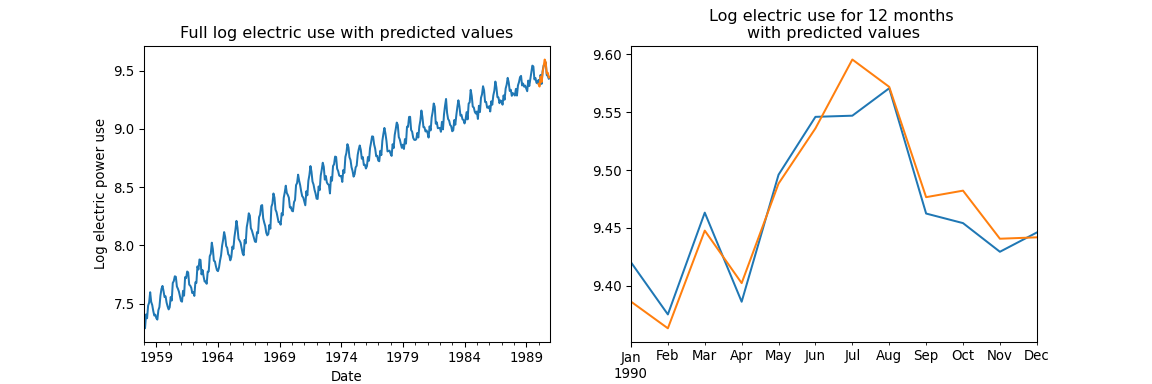 Full log electric use with predicted values
Log electric power use
9.5
9.0
8.5
8.0
7.5
1959 1964 1969 1974 1979 1984 1989
Date
Log electric use for 12 months
with predicted values
9.60
9.55
9.50
9.45
9.40
Jan Feb Mar Apr May Jun Jul Aug Sep Oct Nov Dec
1990